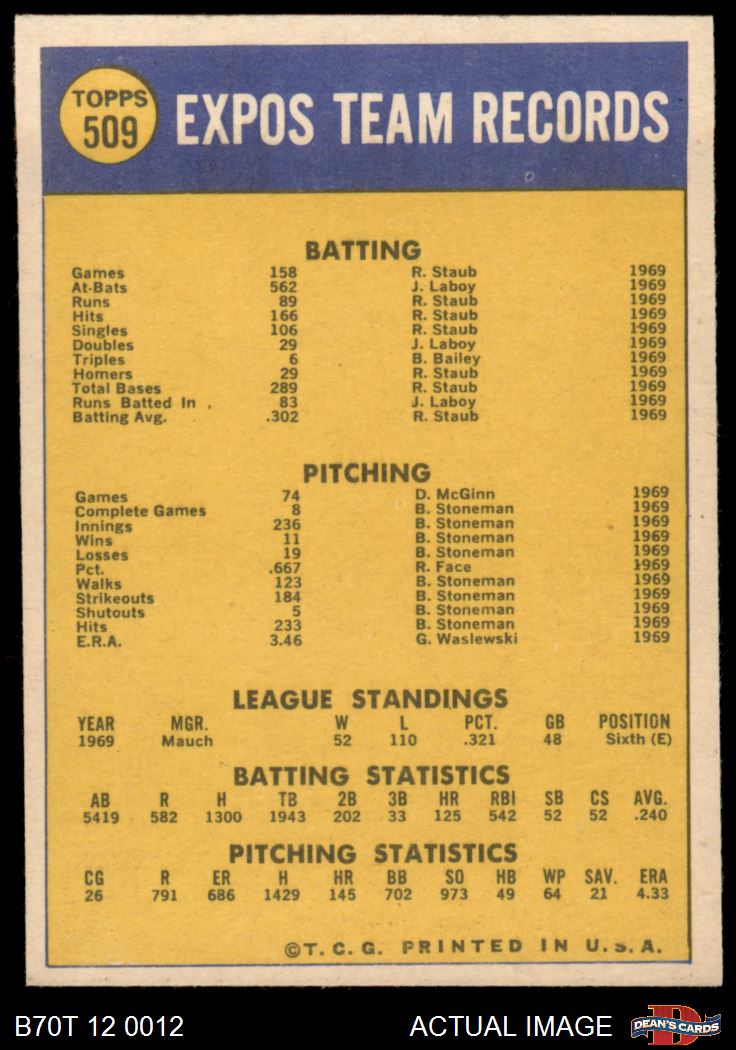 TOPPS
509
EXPOS TEAM RECORDS
BATTING
Games 158 R. Staub 1969
At-Bats 562 J. Laboy 1969
Runs 89 R. Staub 1969
Hits 166 R. Staub 1969
Singles 106 R. Staub 1969
Doubles 29 J. Laboy 1969
Triples 6 B. Bailey 1969
Homers 29 R. Staub 1969
Total Bases 289 R. Staub 1969
Runs Batted In 83 J. Laboy 1969
Batting Avg. .302 R. Staub 1969
PITCHING
Games 74 D. McGinn 1969
Complete Games 8 B. Stoneman 1969
Innings 236 B. Stoneman 1969
Wins 11 B. Stoneman 1969
Losses 19 B. Stoneman 1969
Pct. .667 R. Face 1969
Walks 123 B. Stoneman 1969
Strikeouts 184 B. Stoneman 1969
Shutouts 5 B. Stoneman 1969
Hits 233 B. Stoneman 1969
E.R.A. 3.46 G. Waslewski 1969
LEAGUE STANDINGS
YEAR MGR. W L PCT. GB POSITION
1969 Mauch 52 110 .321 48 Sixth (E)
BATTING STATISTICS
AB R H TB 2B 3B HR RBI SB CS AVG.
5419 582 1300 1943 202 33 125 542 52 52 .240
PITCHING STATISTICS
CG R ER H HR BB SO HB WP SAV. ERA
26 791 686 1429 145 702 973 49 64 21 4.33
©T.C.G. PRINTED IN U.S.A.
B70T 12 0012 ACTUAL IMAGE
DEAN'S CARDS